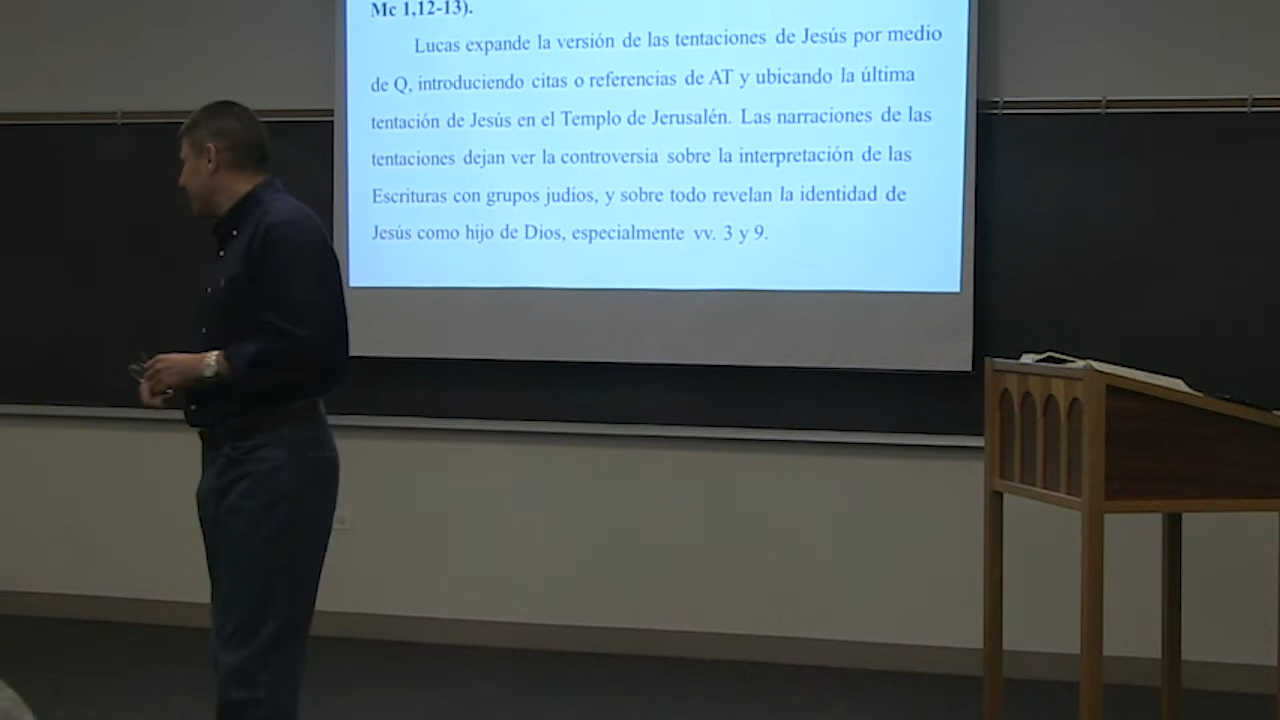 Mc 1,12-13).
Lucas expande la versión de las tentaciones de Jesús por medio
de Q, introduciendo citas o referencias de AT y ubicando la última
tentación de Jesús en el Templo de Jerusalén. Las narraciones de las
tentaciones dejan ver la controversia sobre la interpretación de las
Escrituras con grupos judíos, y sobre todo revelan la identidad de
Jesús como hijo de Dios, especialmente vv. 3 y 9.